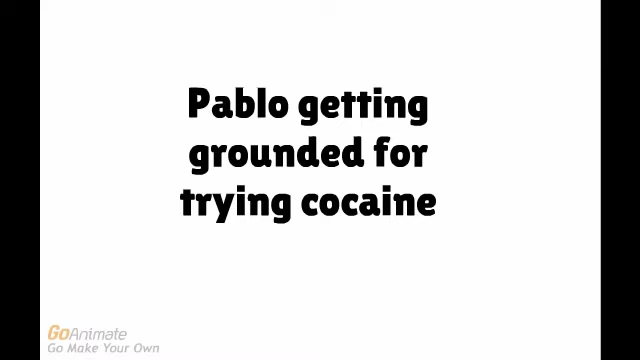 Pablo getting
grounded for
trying cocaine
GoAnimate
Go Make Your Own